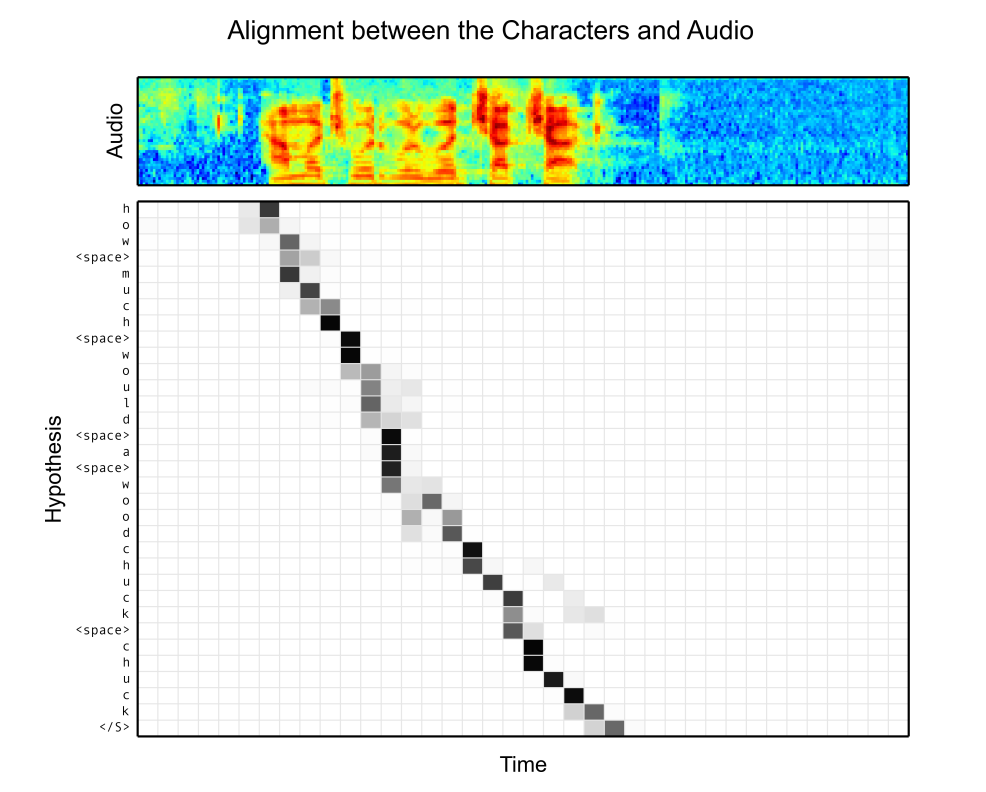 Alignment between the Characters and Audio
Audio
Hypothesis
h
o
w
<space>
m
u
c
h
<space>
w
o
u
l
d
<space>
a
<space>
w
o
o
d
c
h
u
c
k
<space>
c
h
u
c
k
</S>
Time